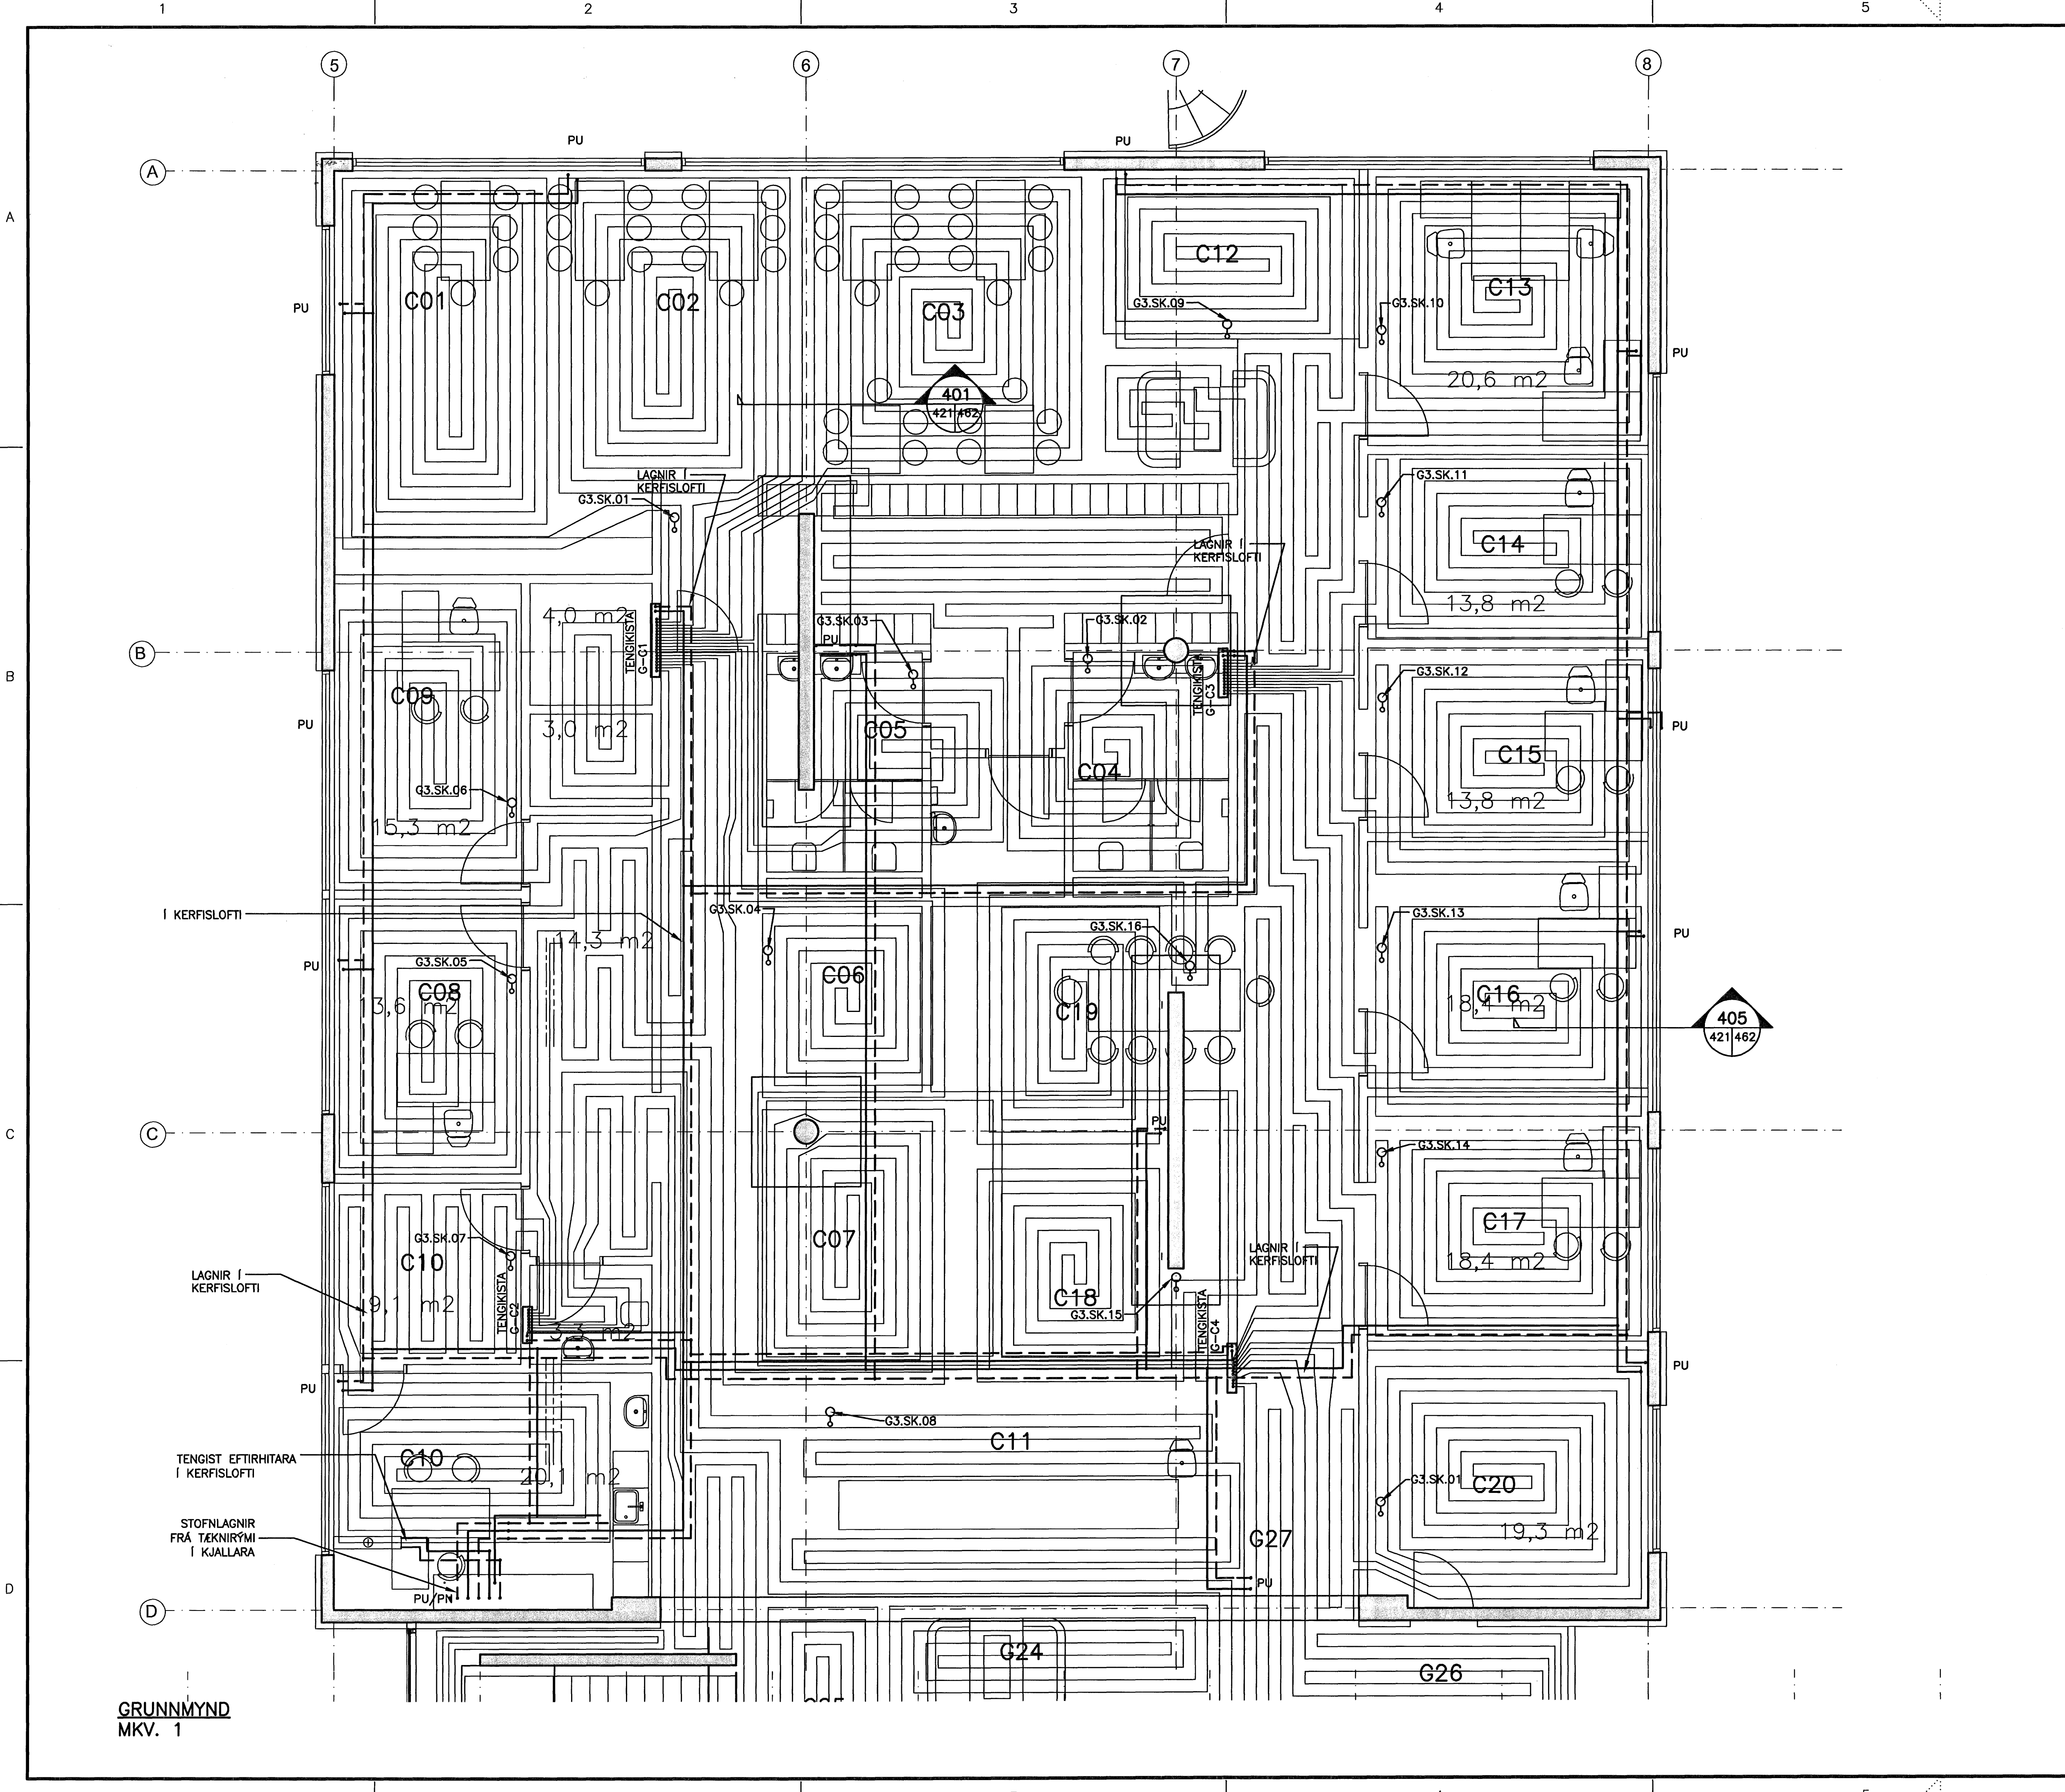 1 2 3 4 5
5 6 7 8
PU PU
A
A
C12
C01 C02 C03 C13
G3.SK.09 G3.SK.10
PU
PU
20,6 m2
401
421 462
LAGNIR Í
KERFISLOFTI
G3.SK.01
G3.SK.11
LAGNIR Í
KERFISLOFTI
C14
4,0 m2
13,8 m2
G3.SK.03
G3.SK.02
PU
TENGIKISTA
G-C1
B
B
TENGIKISTA
G-C3
G3.SK.12
C09
PU
3,0 m2
C05
C04
PU
C15
G3.SK.06
15,3 m2
13,8 m2
Í KERFISLOFTI
G3.SK.04
G3.SK.13
14,3 m2
G3.SK.16
PU
PU
G3.SK.05
C06
C08
13,6 m2
C19
C16
18,4 m2
405
421 462
PU
C
C
G3.SK.14
C07
C17
G3.SK.07
C10
LAGNIR Í
KERFISLOFTI
18,4 m2
LAGNIR Í
KERFISLOFTI
9,1 m2
TENGIKISTA
G-C2
C18
G3.SK.15
TENGIKISTA
G-C4
3,3 m2
PU
PU
G3.SK.08
C11
TENGIST EFTIRHITARA
Í KERFISLOFTI
C10
20,1 m2
G3.SK.01
C20
STOFNLAGNIR
FRÁ TÆKNIRÝMI
Í KJALLARA
19,3 m2
G27
PU
PU/PN
D
D
G24
G26
GRUNNMYND
MKV. 1